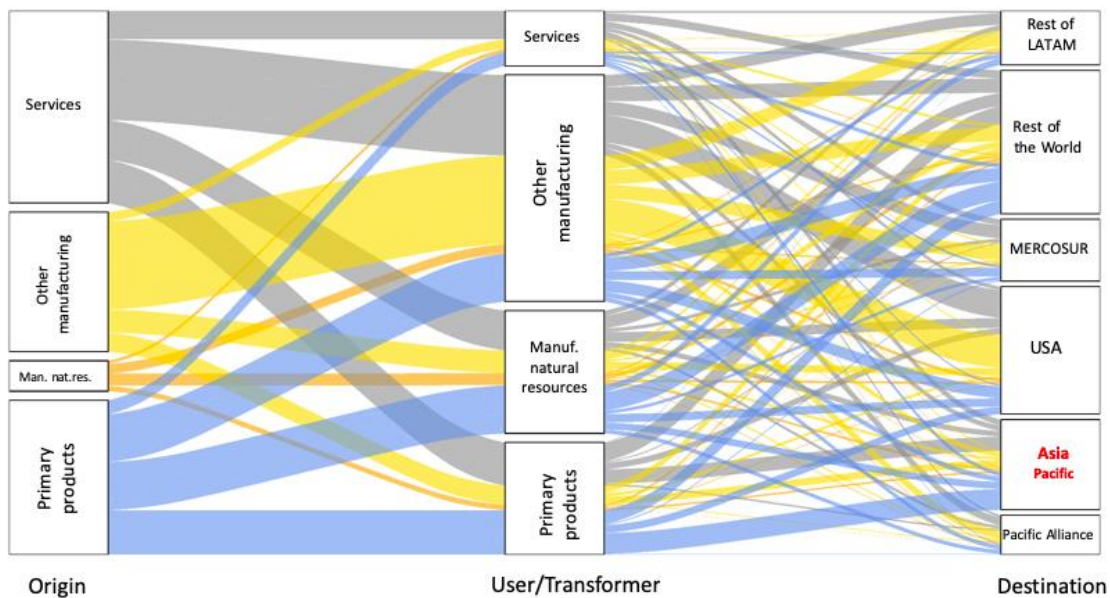 Services
Other
manufacturing
Man. nat.res.
Primary
products
Services
Other
manufacturing
Manuf.
natural
resources
Primary
products
Rest of
LATAM
Rest of
the World
MERCOSUR
USA
Asia
Pacific
Pacific Alliance
Origin
User/Transformer
Destination